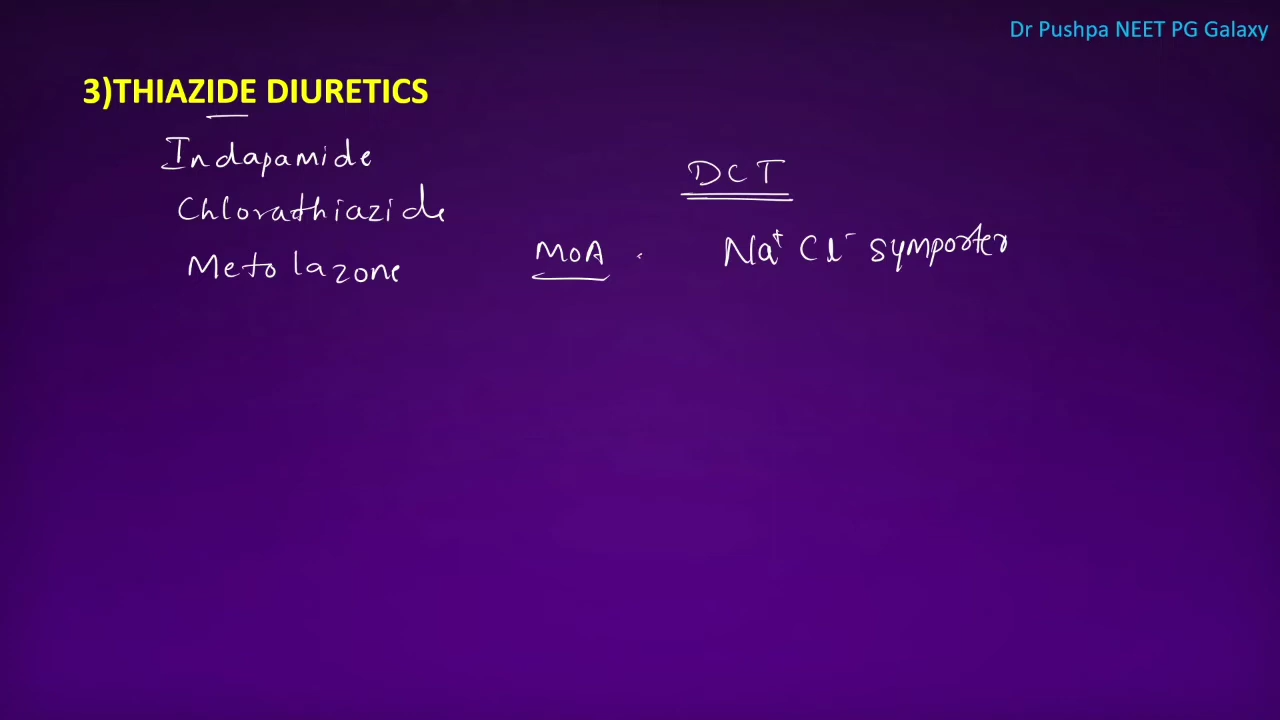 Dr Pushpa NEET PG Galaxy
3)THIAZIDE DIURETICS
Indapamide
Chlorathiazide
Metolazone
DCT
MOA
Na+ Cl- symporter